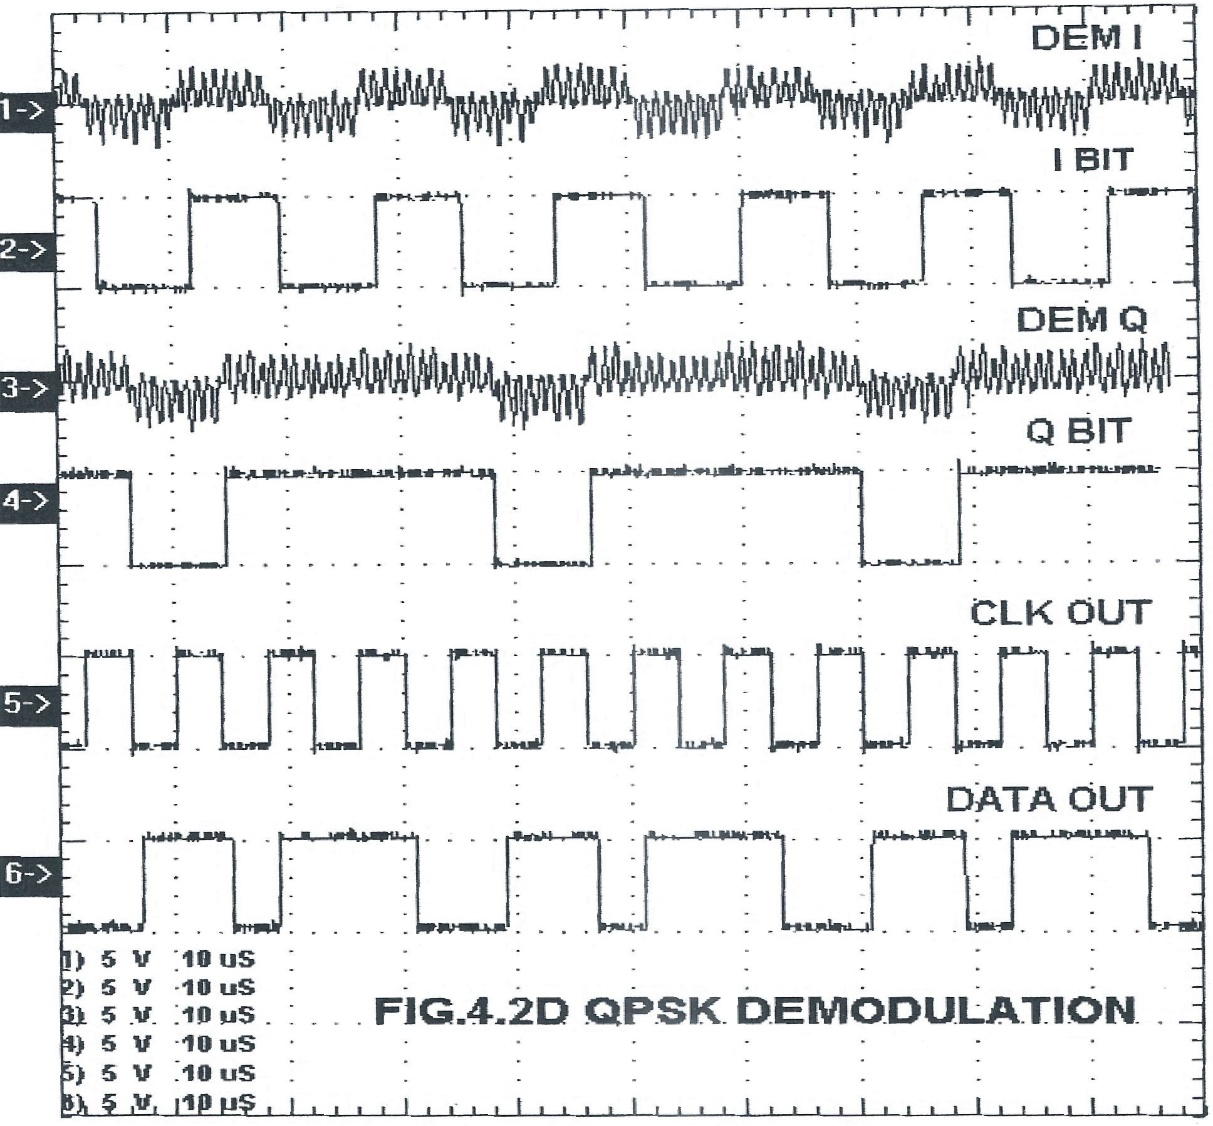 DEM I
1->
I BIT
2->
DEM Q
3->
Q BIT
4->
CLK OUT
5->
DATA OUT
6->
1) 5 V 10 uS
2) 5 V 10 uS
3) 5 V 10 uS
4) 5 V 10 uS
5) 5 V 10 uS
6) 5 V 10 uS
FIG.4.2D QPSK DEMODULATION